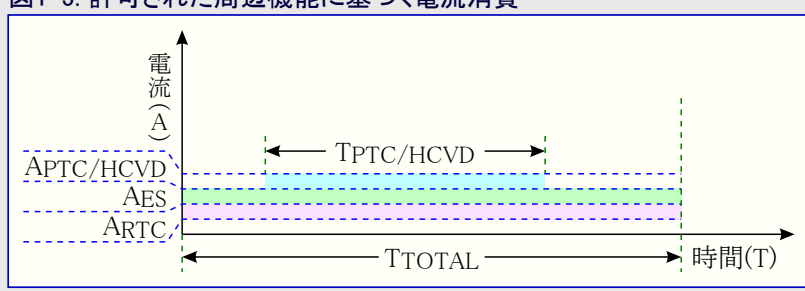 許可された周辺機能に基づく電流消費
電流(A)
TPTC/HCVD
APTC/HCVD
AES
ARTC
TTOTAL
時間(T)